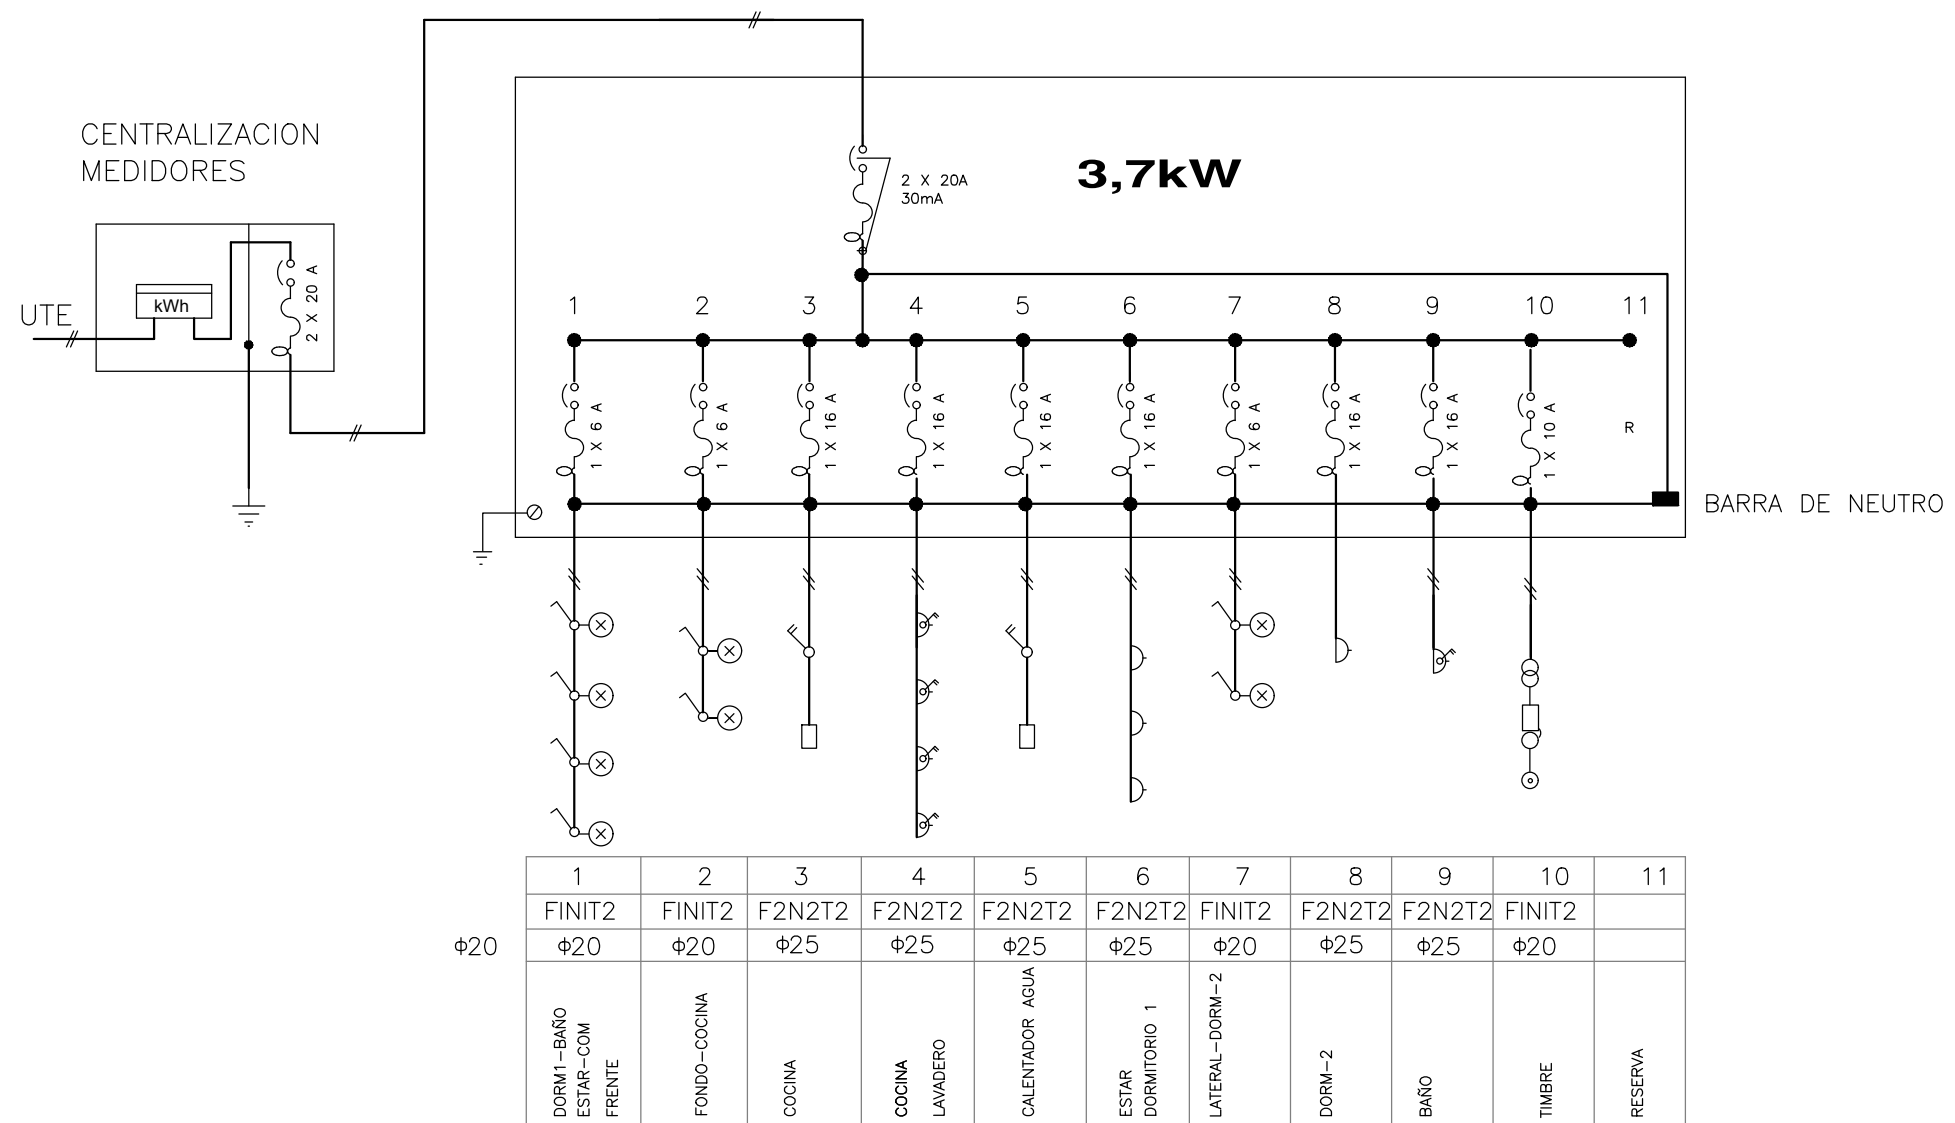 CENTRALIZACION
MEDIDORES
3,7kW
2 X 20A
30mA
UTE
kWh
2 X 20 A
1 2 3 4 5 6 7 8 9 10 11
1 X 6 A
1 X 6 A
1 X 16 A
1 X 16 A
1 X 16 A
1 X 16 A
1 X 6 A
1 X 16 A
1 X 16 A
1 X 10 A
R
BARRA DE NEUTRO
1 2 3 4 5 6 7 8 9 10 11
FINIT2 FINIT2 F2N2T2 F2N2T2 F2N2T2 F2N2T2 FINIT2 F2N2T2 F2N2T2 FINIT2
ϕ20 ϕ20 ϕ20 ϕ25 ϕ25 ϕ25 ϕ25 ϕ20 ϕ25 ϕ25 ϕ20
DORM1-BAÑO
ESTAR-COM
FRENTE
FONDO-COCINA
COCINA
COCINA
LAVADERO
CALENTADOR AGUA
ESTAR
DORMITORIO 1
LATERAL-DORM-2
DORM-2
BAÑO
TIMBRE
RESERVA